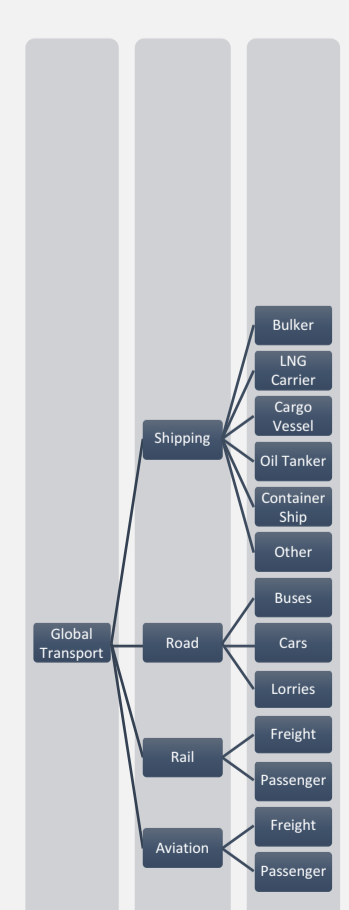 Bulker
LNG
Carrier
Cargo
Vessel
Shipping
Oil Tanker
Container
Ship
Other
Buses
Global
Transport
Road
Cars
Lorries
Freight
Rail
Passenger
Freight
Aviation
Passenger